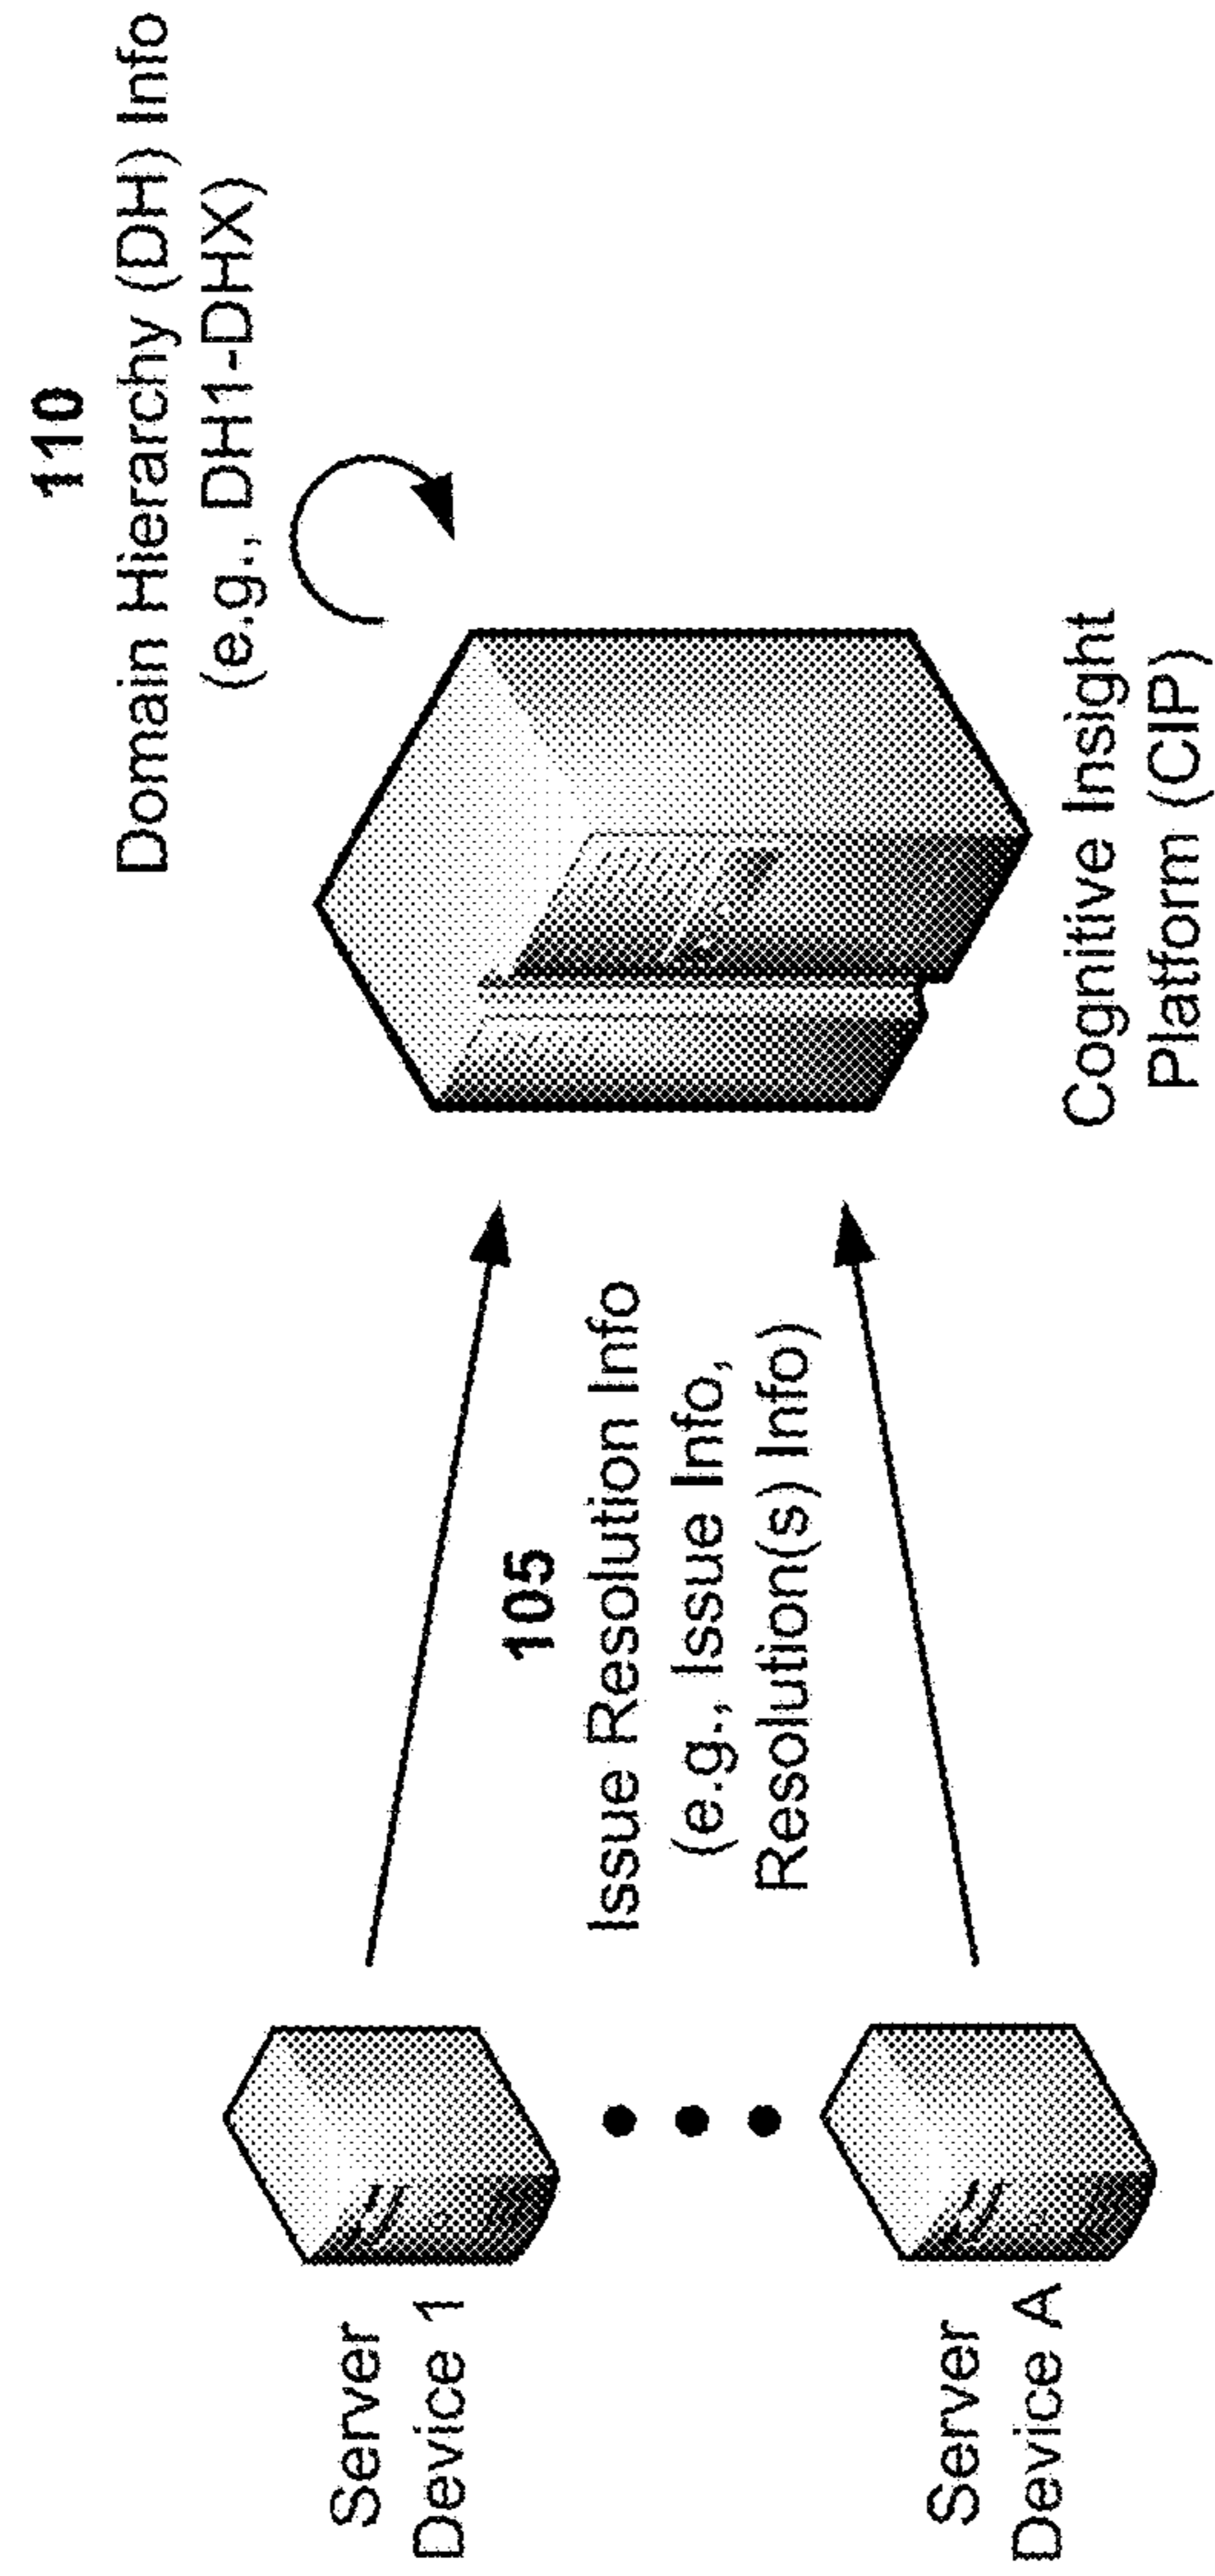 Server
Device 1
Server
Device A
105
Issue Resolution Info
(e.g., Issue Info,
Resolution(s) Info)
110
Domain Hierarchy (DH) Info
(e.g., DH1-DHX)
Cognitive Insight
Platform (CIP)